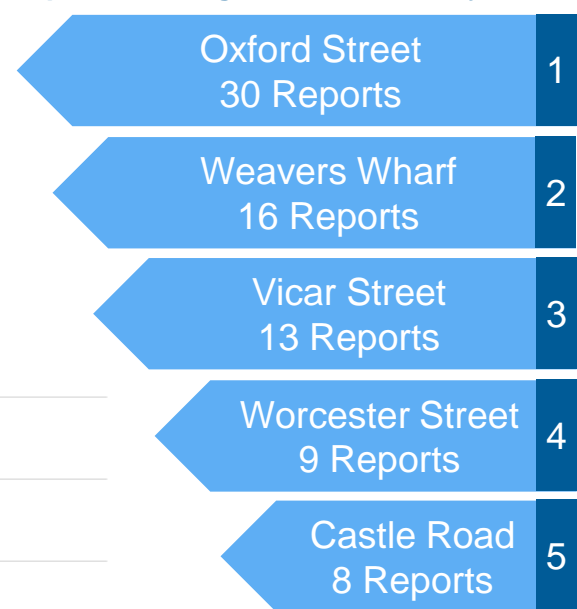 Oxford Street
30 Reports
1
Weavers Wharf
16 Reports
2
Vicar Street
13 Reports
3
Worcester Street
9 Reports
4
Castle Road
8 Reports
5